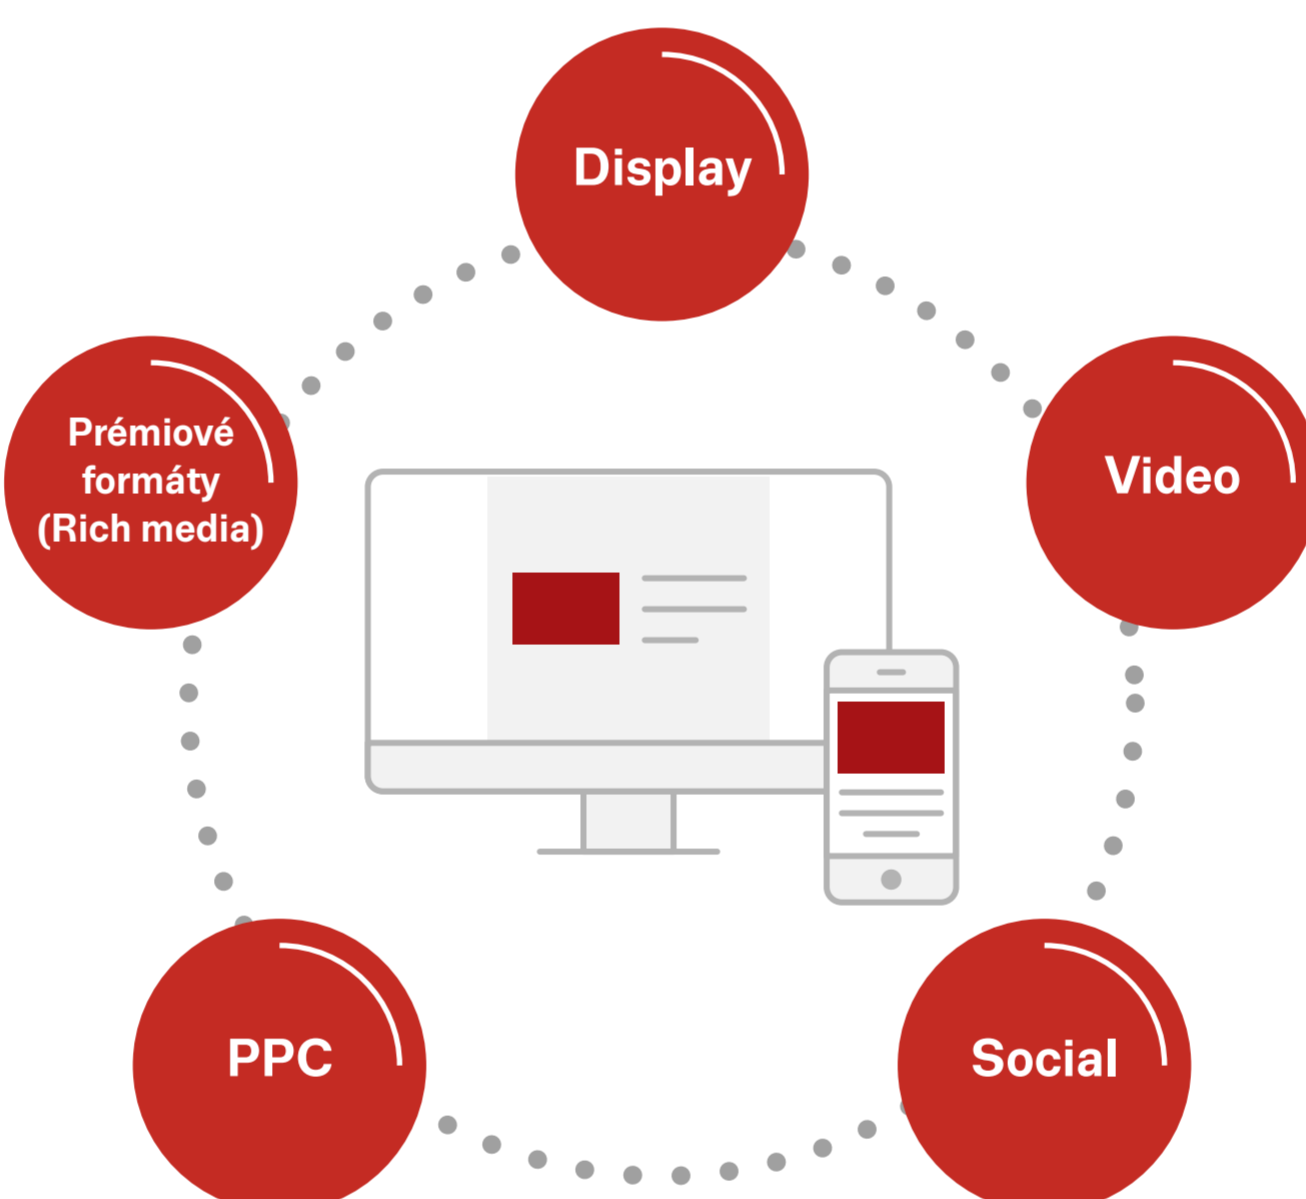 Display
Prémiové
formáty
(Rich media)
Video
PPC
Social